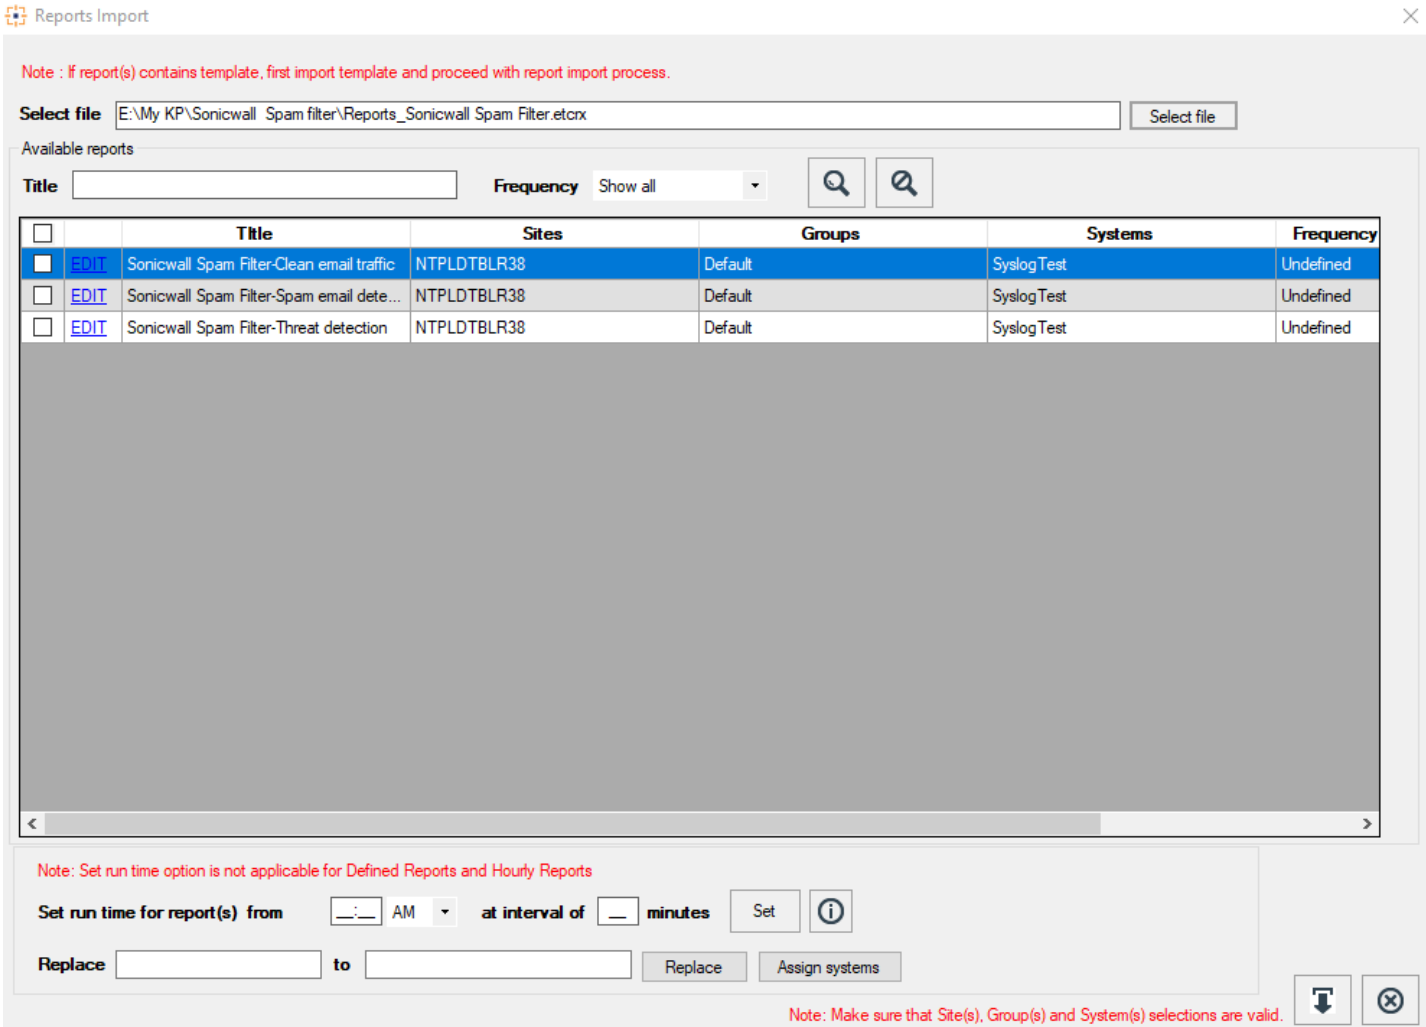 Reports Import
Note : If report(s) contains template, first import template and proceed with report import process.
Select file E:\My KP\Sonicwall  Spam filter\Reports_Sonicwall Spam Filter.etcrx Select file
Available reports
Title Frequency Show all
Title Sites Groups Systems Frequency
EDIT Sonicwall Spam Filter-Clean email traffic NTPLDTBLR38 Default SyslogTest Undefined
EDIT Sonicwall Spam Filter-Spam email dete... NTPLDTBLR38 Default SyslogTest Undefined
EDIT Sonicwall Spam Filter-Threat detection NTPLDTBLR38 Default SyslogTest Undefined
Note: Set run time option is not applicable for Defined Reports and Hourly Reports
Set run time for report(s) from __:__ AM at interval of __ minutes Set
Replace to Replace Assign systems
Note: Make sure that Site(s), Group(s) and System(s) selections are valid.